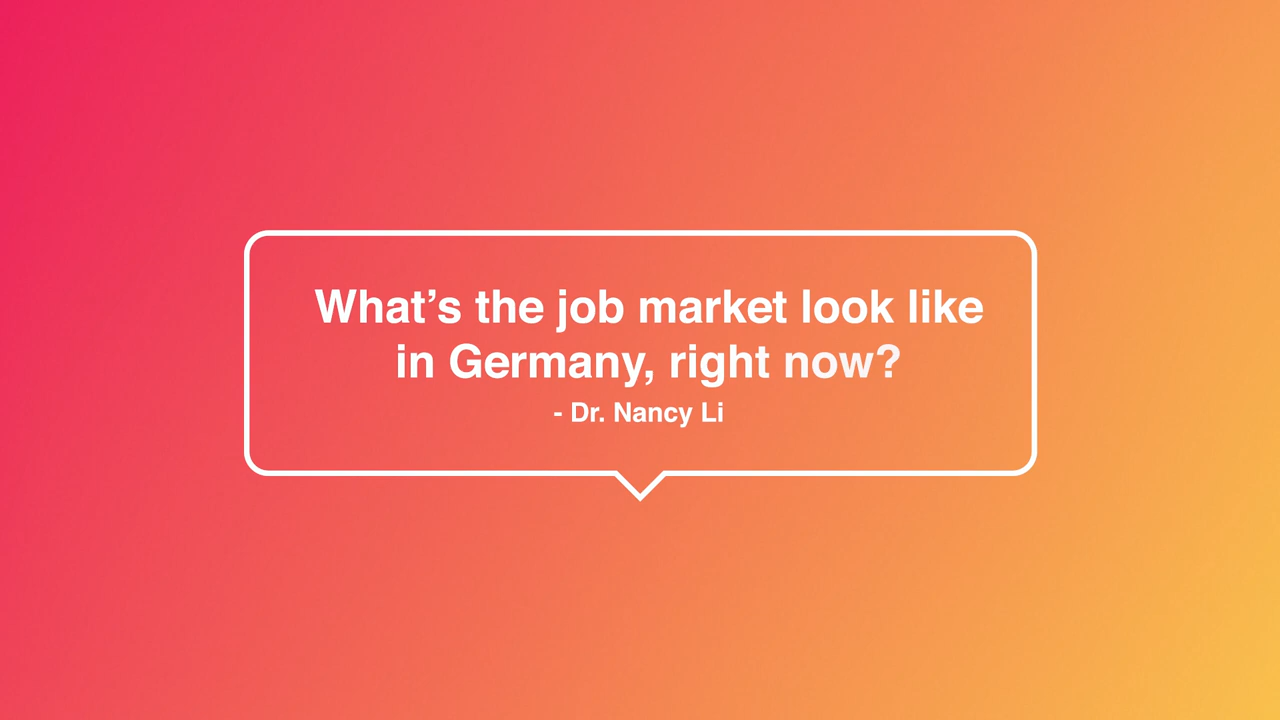 What’s the job market look like
in Germany, right now?
- Dr. Nancy Li